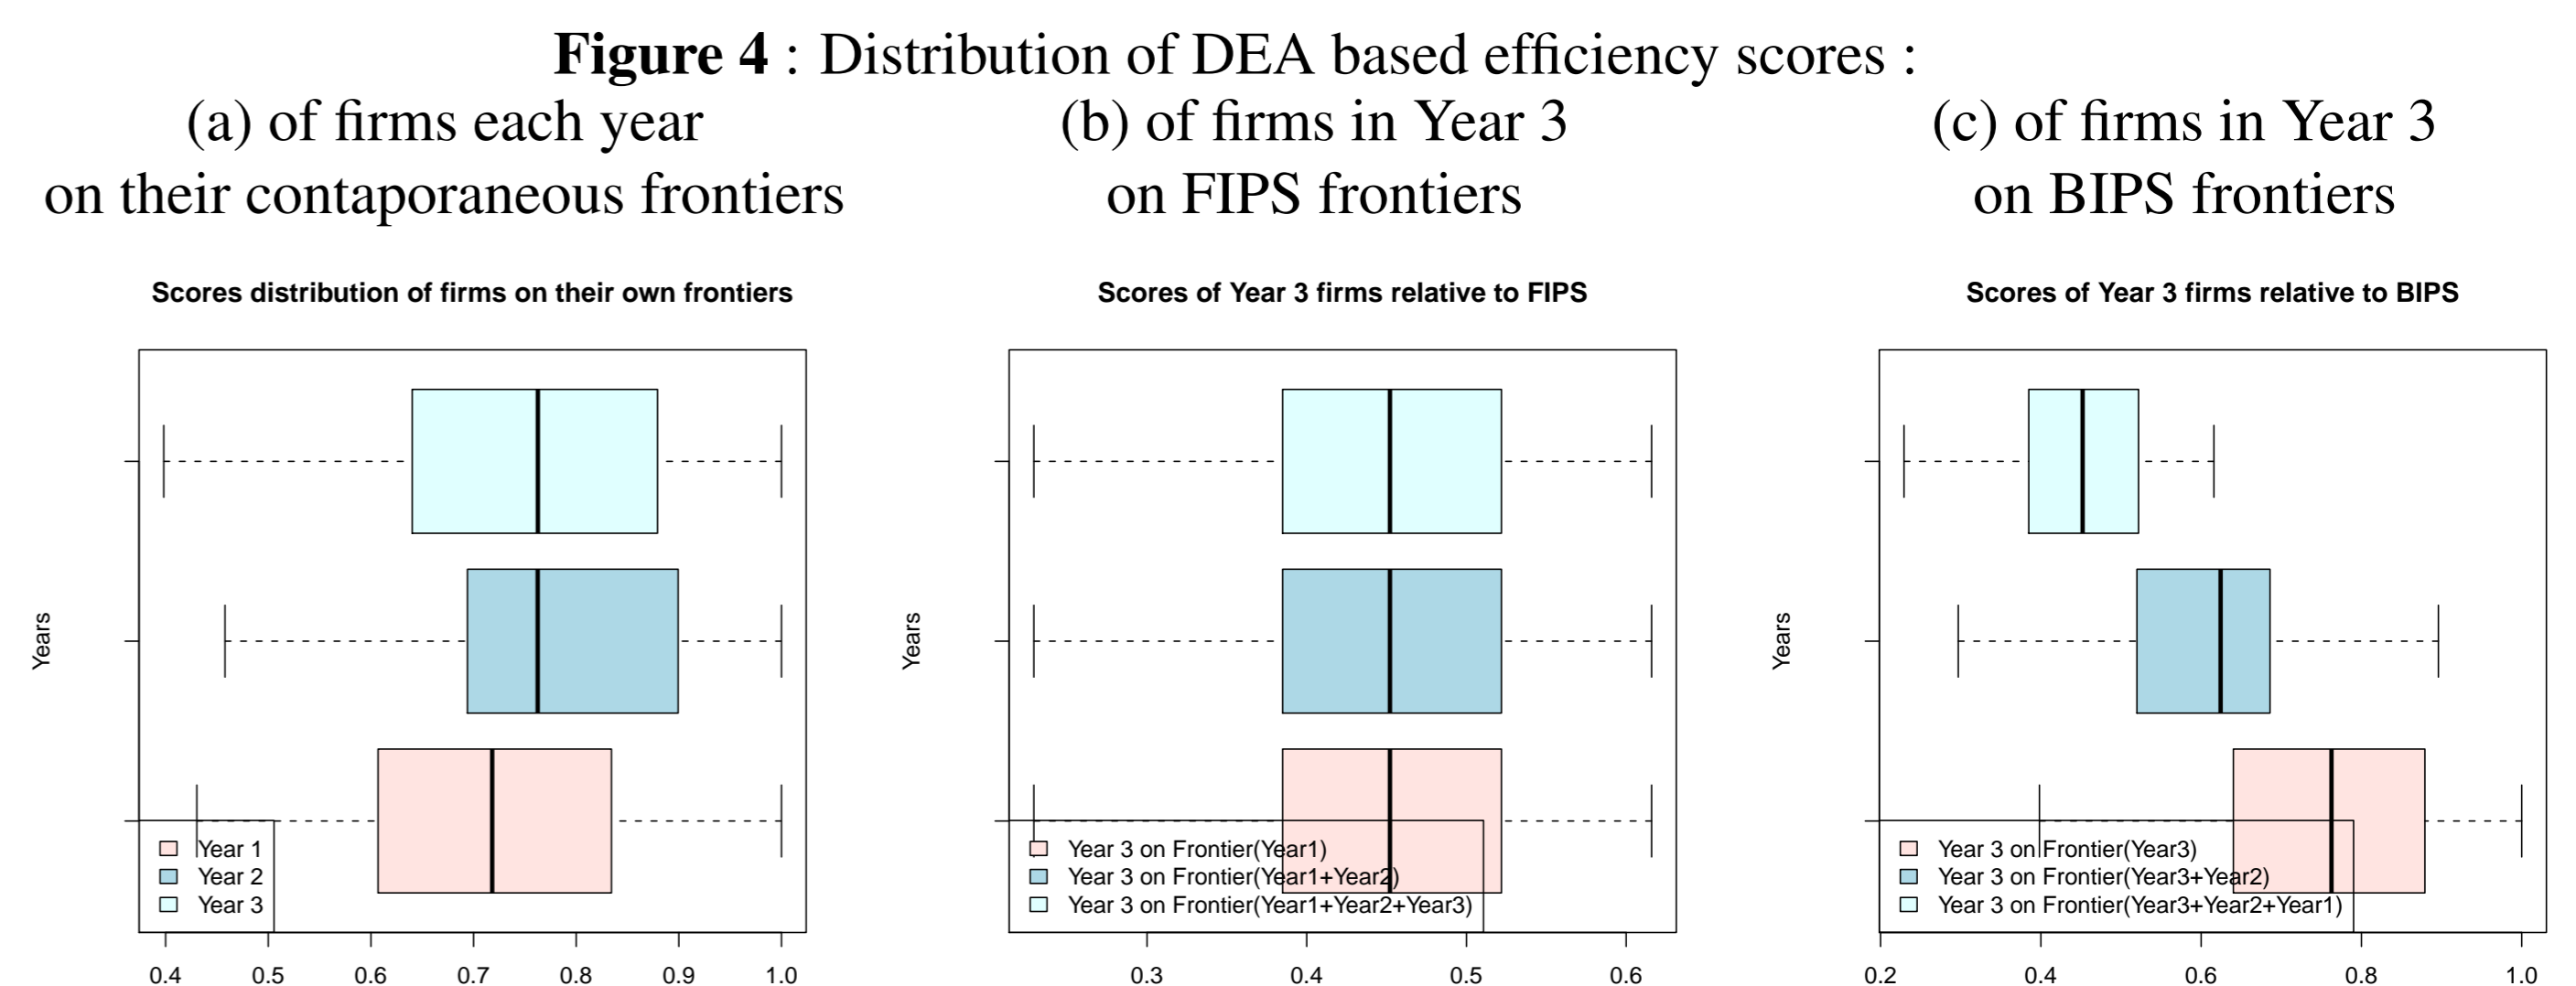 Figure 4 : Distribution of DEA based efficiency scores :
(a) of firms each year
on their contaporaneous frontiers
(b) of firms in Year 3
on FIPS frontiers
(c) of firms in Year 3
on BIPS frontiers
Scores distribution of firms on their own frontiers
Years
Year 1
Year 2
Year 3
0.4 0.5 0.6 0.7 0.8 0.9 1.0
Scores of Year 3 firms relative to FIPS
Years
Year 3 on Frontier(Year1)
Year 3 on Frontier(Year1+Year2)
Year 3 on Frontier(Year1+Year2+Year3)
0.3 0.4 0.5 0.6
Scores of Year 3 firms relative to BIPS
Years
Year 3 on Frontier(Year3)
Year 3 on Frontier(Year3+Year2)
Year 3 on Frontier(Year3+Year2+Year1)
0.2 0.4 0.6 0.8 1.0